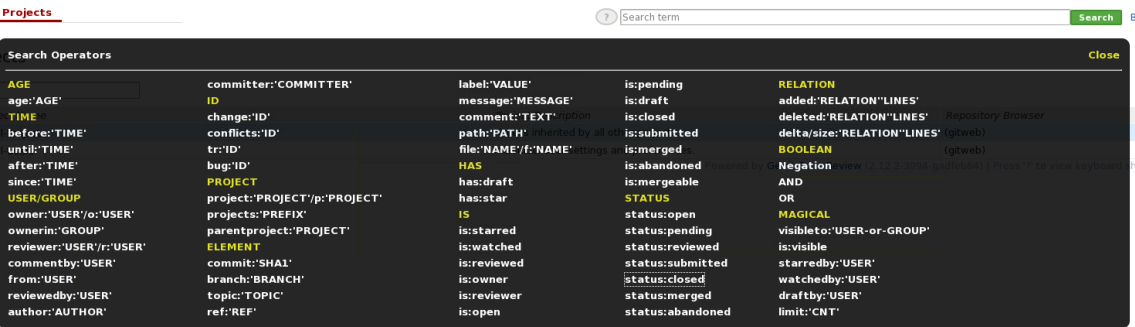 Projects
?
Search term
Search
Search Operators
Close
AGE
age:'AGE'
TIME
before:'TIME'
until:'TIME'
after:'TIME'
since:'TIME'
USER/GROUP
owner:'USER'/o:'USER'
ownerin:'GROUP'
reviewer:'USER'/r:'USER'
commentby:'USER'
from:'USER'
reviewedby:'USER'
author:'AUTHOR'
committer:'COMMITTER'
ID
change:'ID'
conflicts:'ID'
tr:'ID'
bug:'ID'
PROJECT
project:'PROJECT'/p:'PROJECT'
projects:'PREFIX'
parentproject:'PROJECT'
ELEMENT
commit:'SHA1'
branch:'BRANCH'
topic:'TOPIC'
ref:'REF'
label:'VALUE'
message:'MESSAGE'
comment:'TEXT'
path:'PATH'
file:'NAME'/f:'NAME'
HAS
has:draft
has:star
IS
is:starred
is:watched
is:reviewed
is:owner
is:reviewer
is:open
is:pending
is:draft
is:closed
is:submitted
is:merged
is:abandoned
is:mergeable
STATUS
status:open
status:pending
status:reviewed
status:submitted
status:closed
status:merged
status:abandoned
RELATION
added:'RELATION''LINES'
deleted:'RELATION''LINES'
delta/size:'RELATION''LINES'
BOOLEAN
Negation
AND
OR
MAGICAL
visibleto:'USER-or-GROUP'
is:visible
starredby:'USER'
watchedby:'USER'
draftby:'USER'
limit:'CNT'
Repository Browser
(gitweb)
(gitweb)